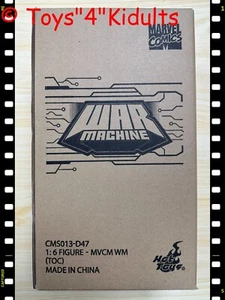 © Toys"4"Kidults
MARVEL
COMICS
WAR
MACHINE
CMS013-D47
1: 6 FIGURE - MVCM WM
(TOC)
MADE IN CHINA
Hot
Toys